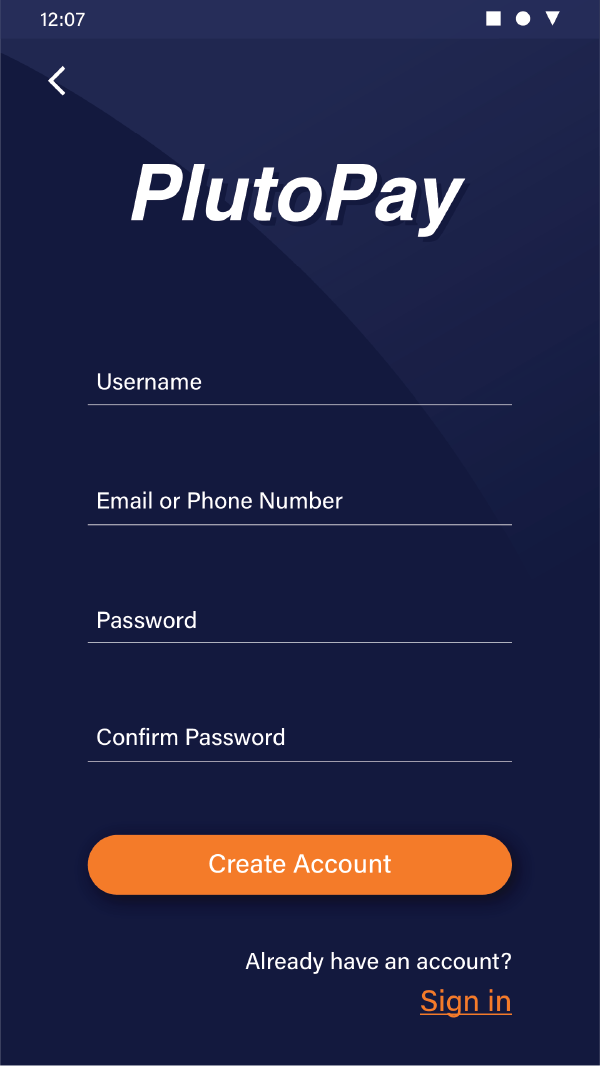 12:07
PlutoPay
Username
Email or Phone Number
Password
Confirm Password
Create Account
Already have an account?
Sign in